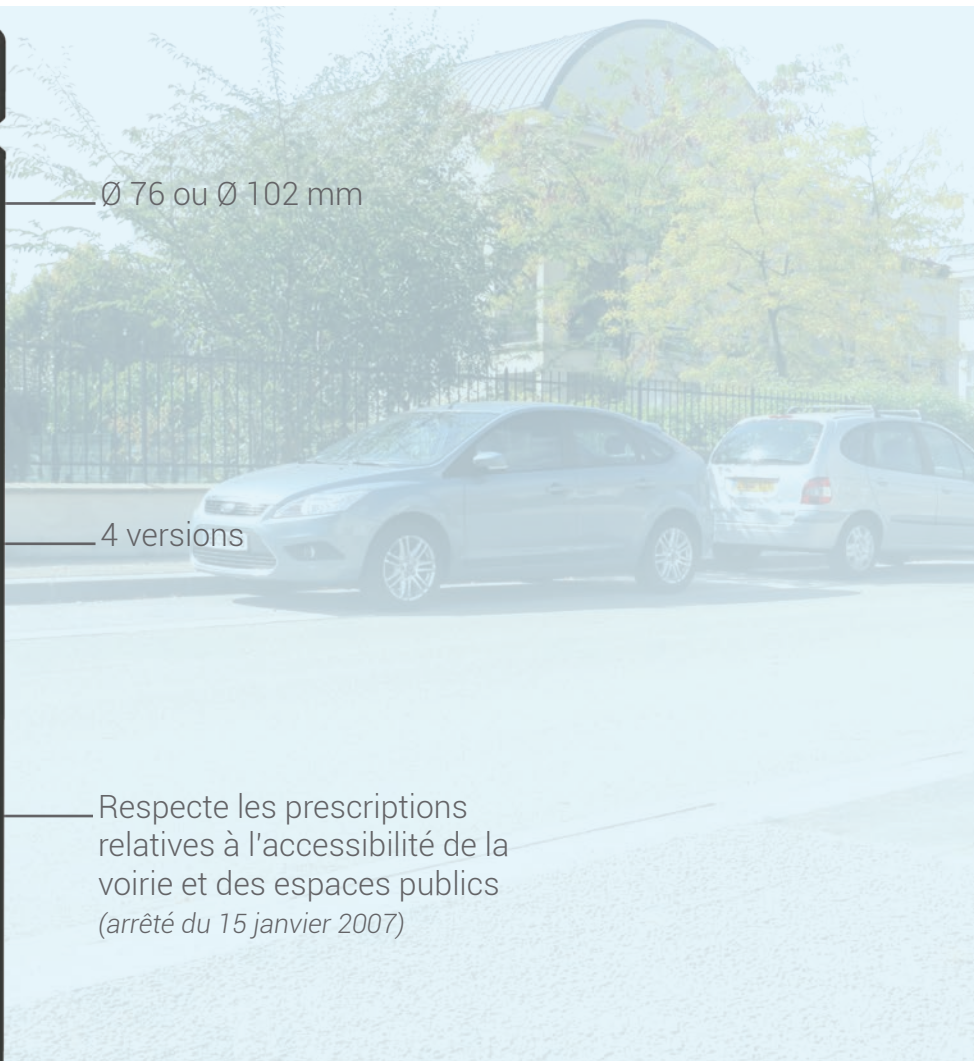 Ø 76 ou Ø 102 mm
4 versions
Respecte les prescriptions
relatives à l'accessibilité de la
voirie et des espaces publics
(arrêté du 15 janvier 2007)